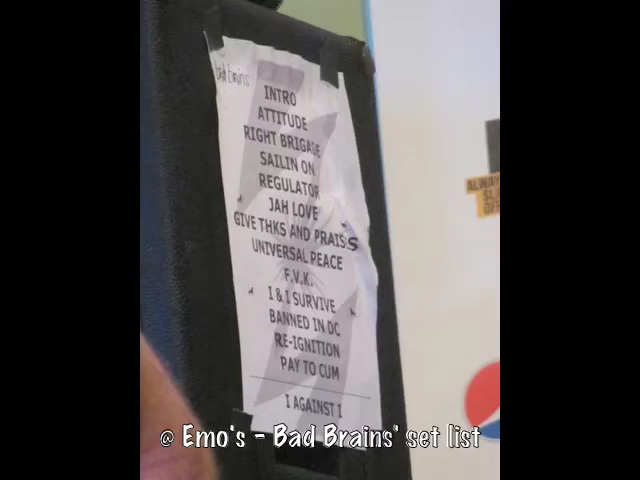 bad brains
INTRO
ATTITUDE
RIGHT BRIGADE
SAILIN ON
REGULATOR
JAH LOVE
GIVE THKS AND PRAISS
UNIVERSAL PEACE
F.V.K.
I & I SURVIVE
BANNED IN DC
RE-IGNITION
PAY TO CUM
I AGAINST I
ALWAY
@ Emo's - Bad Brains' set list